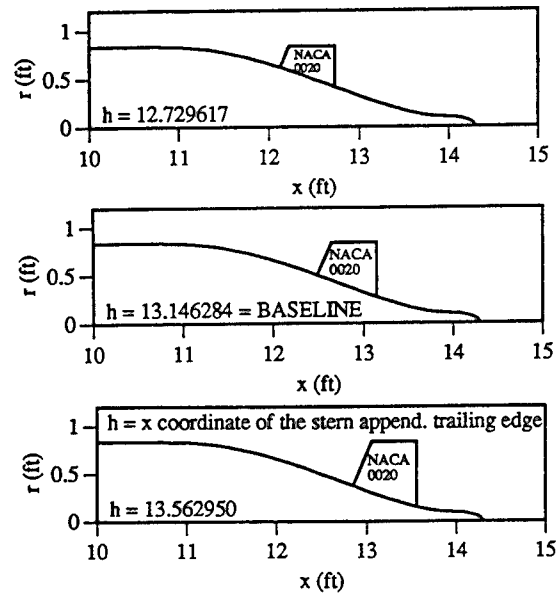 1
r (ft)
0.5
0
NACA
0020
h = 12.729617
10 11 12 13 14 15
x (ft)
1
r (ft)
0.5
0
NACA
0020
h = 13.146284 = BASELINE
10 11 12 13 14 15
x (ft)
h = x coordinate of the stern append. trailing edge
1
r (ft)
0.5
0
NACA
0020
h = 13.562950
10 11 12 13 14 15
x (ft)